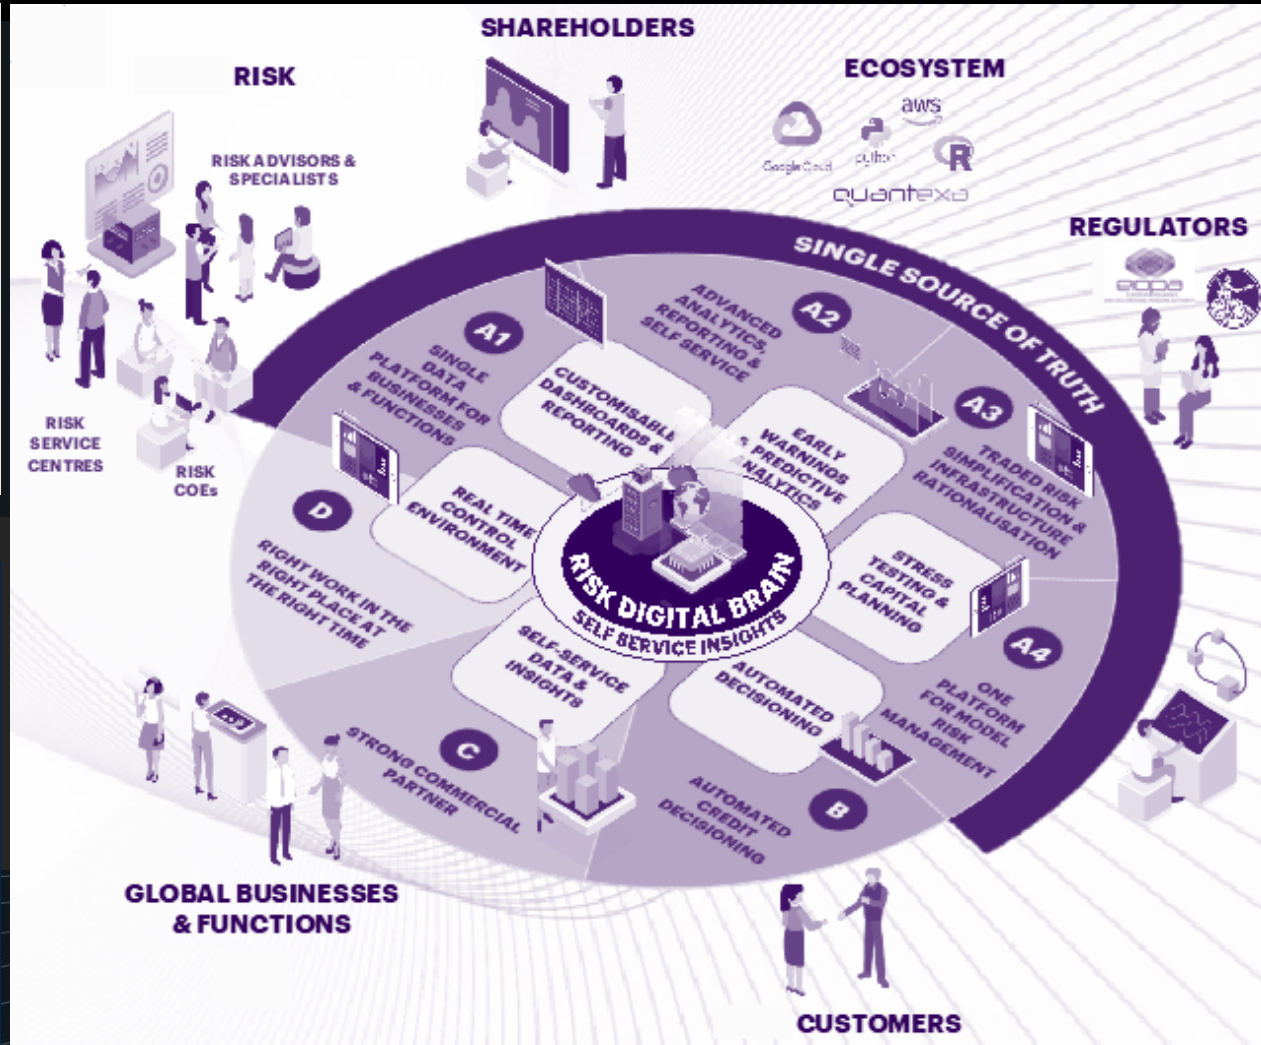 SHAREHOLDERS
RISK
ECOSYSTEM
aws
python
R
Google Cloud
quantexa
RISK ADVISORS &
SPECIALISTS
REGULATORS
SINGLE SOURCE OF TRUTH
RISK
SERVICE
CENTRES
RISK
COEs
A1
SINGLE
DATA
PLATFORM FOR
BUSINESSES
& FUNCTIONS
A2
ADVANCED
ANALYTICS,
REPORTING &
SELF SERVICE
A3
TRADED RISK
SIMPLIFICATION &
INFRASTRUCTURE
RATIONALISATION
A4
ONE
PLATFORM
FOR MODEL
RISK
MANAGEMENT
B
AUTOMATED
CREDIT
DECISIONING
C
STRONG COMMERCIAL
PARTNER
D
RIGHT WORK IN THE
RIGHT PLACE AT
THE RIGHT TIME
CUSTOMISABLE
DASHBOARDS &
REPORTING
EARLY
WARNINGS
& PREDICTIVE
ANALYTICS
STRESS
TESTING &
CAPITAL
PLANNING
AUTOMATED
DECISIONING
SELF-SERVICE
DATA &
INSIGHTS
REAL TIME
CONTROL
ENVIRONMENT
RISK DIGITAL BRAIN
SELF SERVICE INSIGHTS
GLOBAL BUSINESSES
& FUNCTIONS
CUSTOMERS